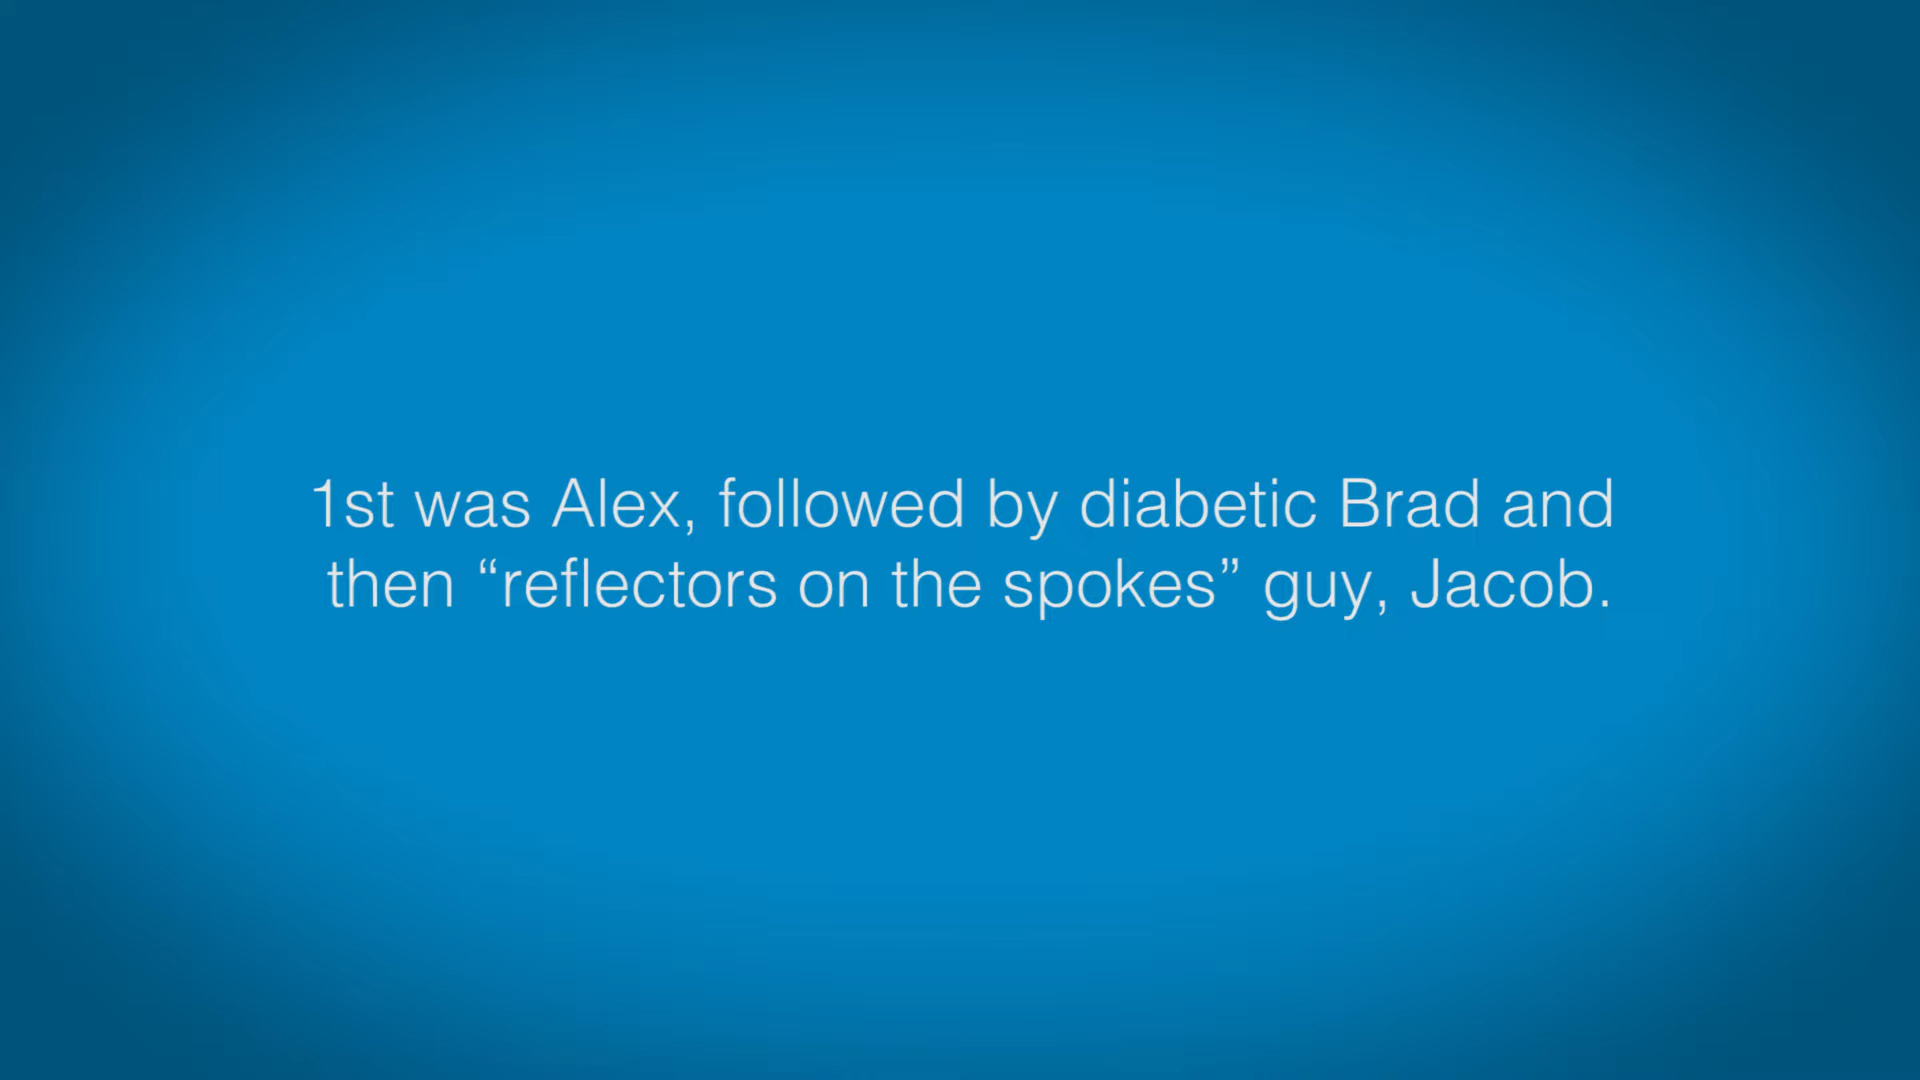 1st was Alex, followed by diabetic Brad and
then “reflectors on the spokes” guy, Jacob.